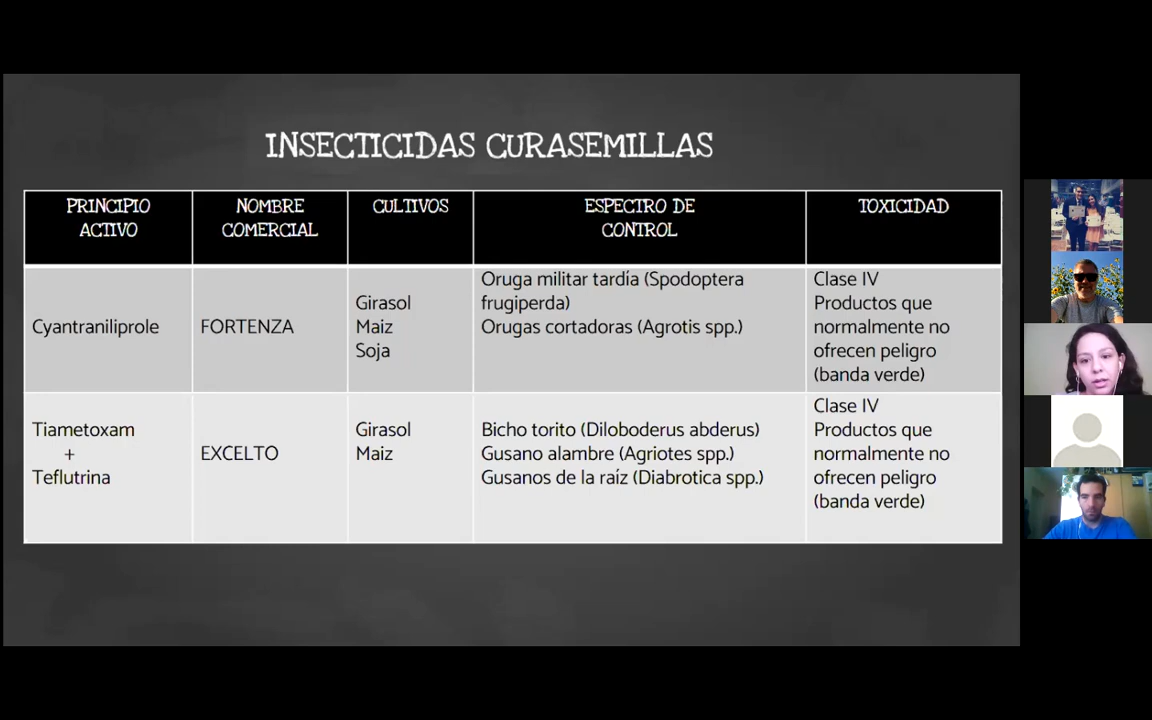 INSECTICIDAS CURASEMILLAS
PRINCIPIO
ACTIVO
NOMBRE
COMERCIAL
CULTIVOS
ESPECTRO DE
CONTROL
TOXICIDAD
Cyantraniliprole
FORTENZA
Girasol
Maiz
Soja
Oruga militar tardía (Spodoptera
frugiperda)
Orugas cortadoras (Agrotis spp.)
Clase IV
Productos que
normalmente no
ofrecen peligro
(banda verde)
Tiametoxam
+
Teflutrina
EXCELTO
Girasol
Maiz
Bicho torito (Diloboderus abderus)
Gusano alambre (Agriotes spp.)
Gusanos de la raíz (Diabrotica spp.)
Clase IV
Productos que
normalmente no
ofrecen peligro
(banda verde)